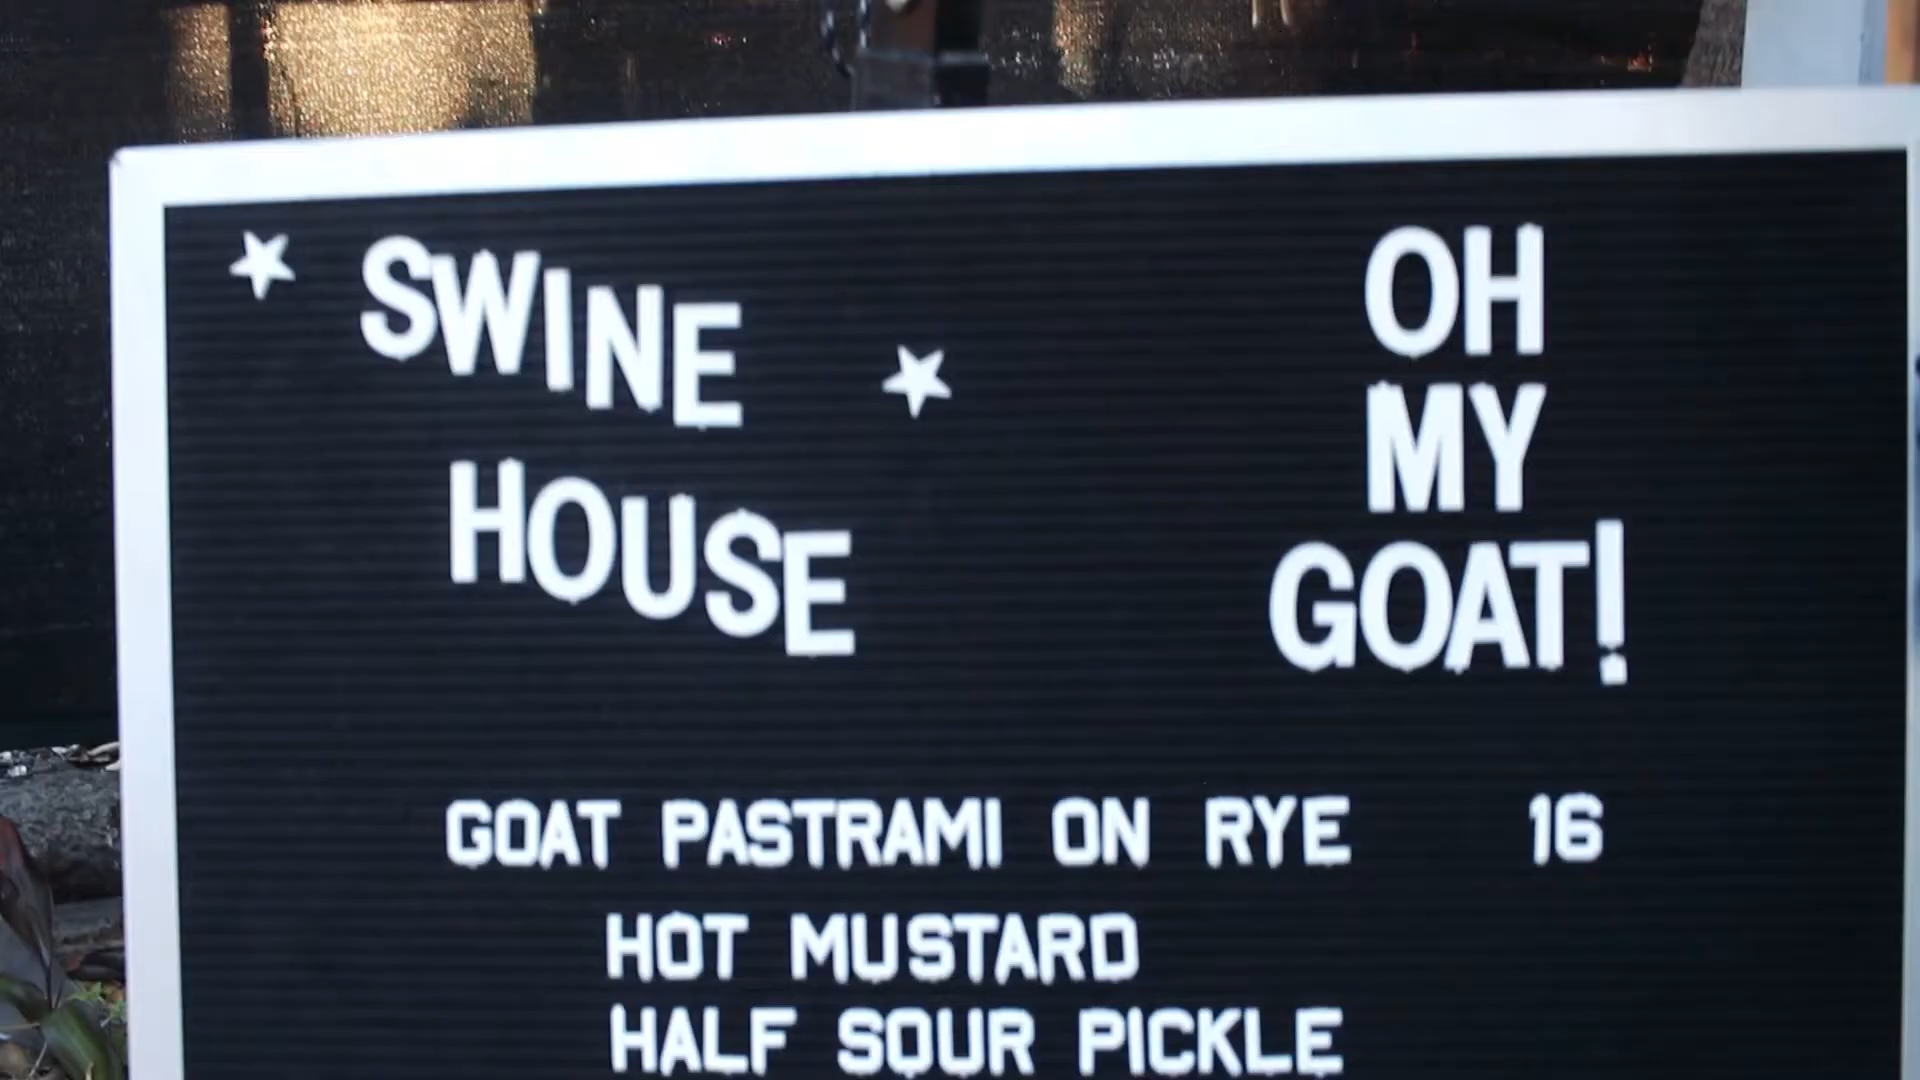 SWINE
HOUSE
OH
MY
GOAT!
GOAT PASTRAMI ON RYE 16
HOT MUSTARD
HALF SOUR PICKLE